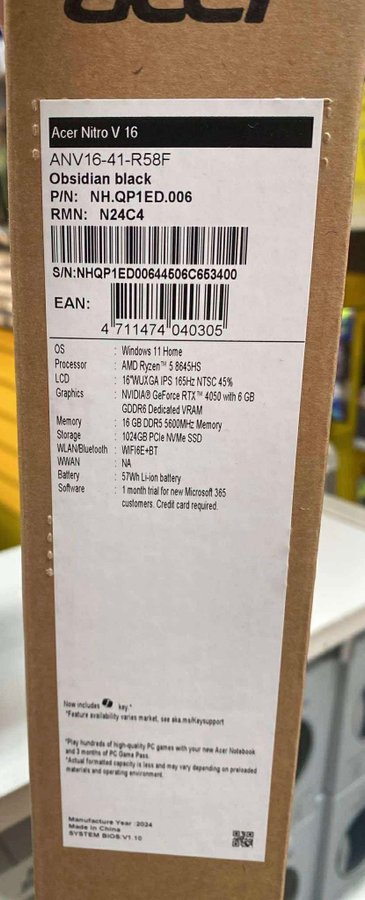 acer
Acer Nitro V 16
ANV16-41-R58F
Obsidian black
P/N: NH.QP1ED.006
RMN: N24C4
S/N:NHQP1ED00644506C653400
EAN:
4 711474 040305
OS : Windows 11 Home
Processor : AMD Ryzen™ 5 8645HS
LCD : 16"WUXGA IPS 165Hz NTSC 45%
Graphics : NVIDIA® GeForce RTX™ 4050 with 6 GB
GDDR6 Dedicated VRAM
Memory : 16 GB DDR5 5600MHz Memory
Storage : 1024GB PCIe NVMe SSD
WLAN/Bluetooth : WIFI6E+BT
WWAN : NA
Battery : 57Wh Li-ion battery
Software : 1 month trial for new Microsoft 365
customers. Credit card required.
Now includes key.*
*Feature availability varies market, see aka.ms/Keysupport
*Play hundreds of high-quality PC games with your new Acer Notebook
and 3 months of PC Game Pass.
*Actual formatted capacity is less and may vary depending on preloaded
materials and operating environment.
Manufacture Year :2024
Made in China
SYSTEM BIOS:V1.10